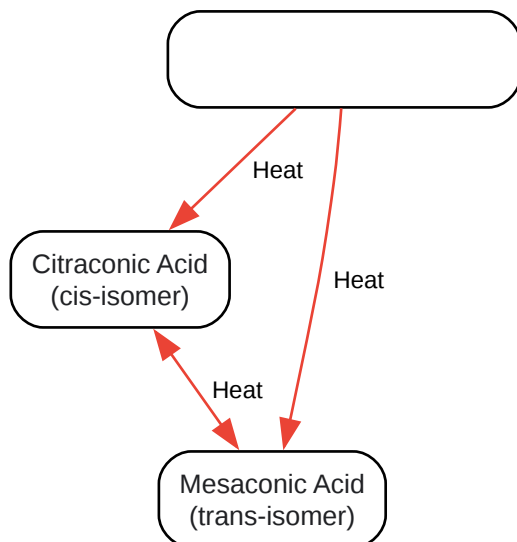 Heat
Citraconic Acid
(cis-isomer)
Heat
Heat
Mesaconic Acid
(trans-isomer)